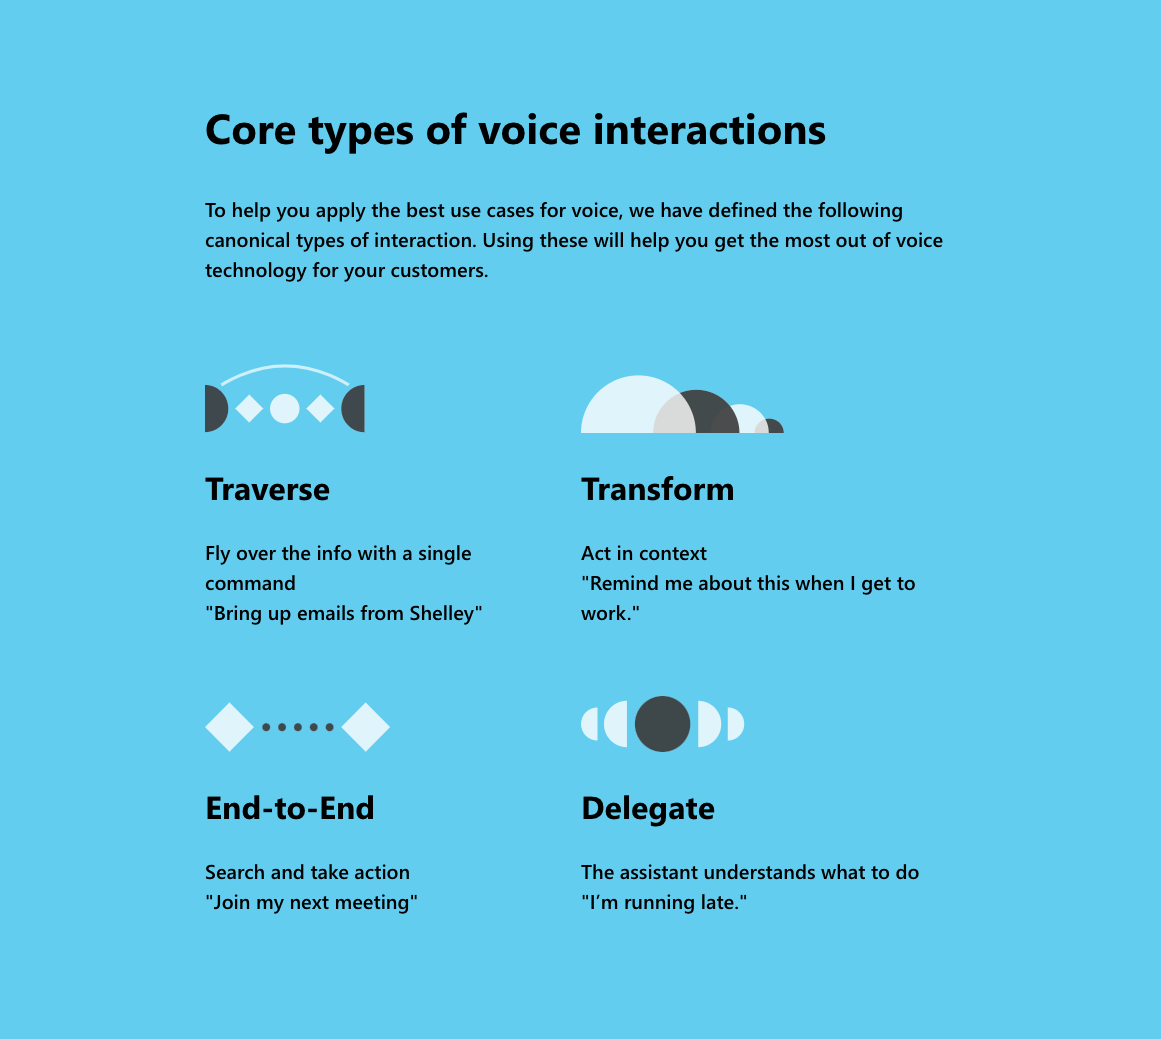 Core types of voice interactions
To help you apply the best use cases for voice, we have defined the following
canonical types of interaction. Using these will help you get the most out of voice
technology for your customers.
Traverse
Fly over the info with a single
command
"Bring up emails from Shelley"
Transform
Act in context
"Remind me about this when I get to
work."
End-to-End
Search and take action
"Join my next meeting"
Delegate
The assistant understands what to do
"I’m running late."